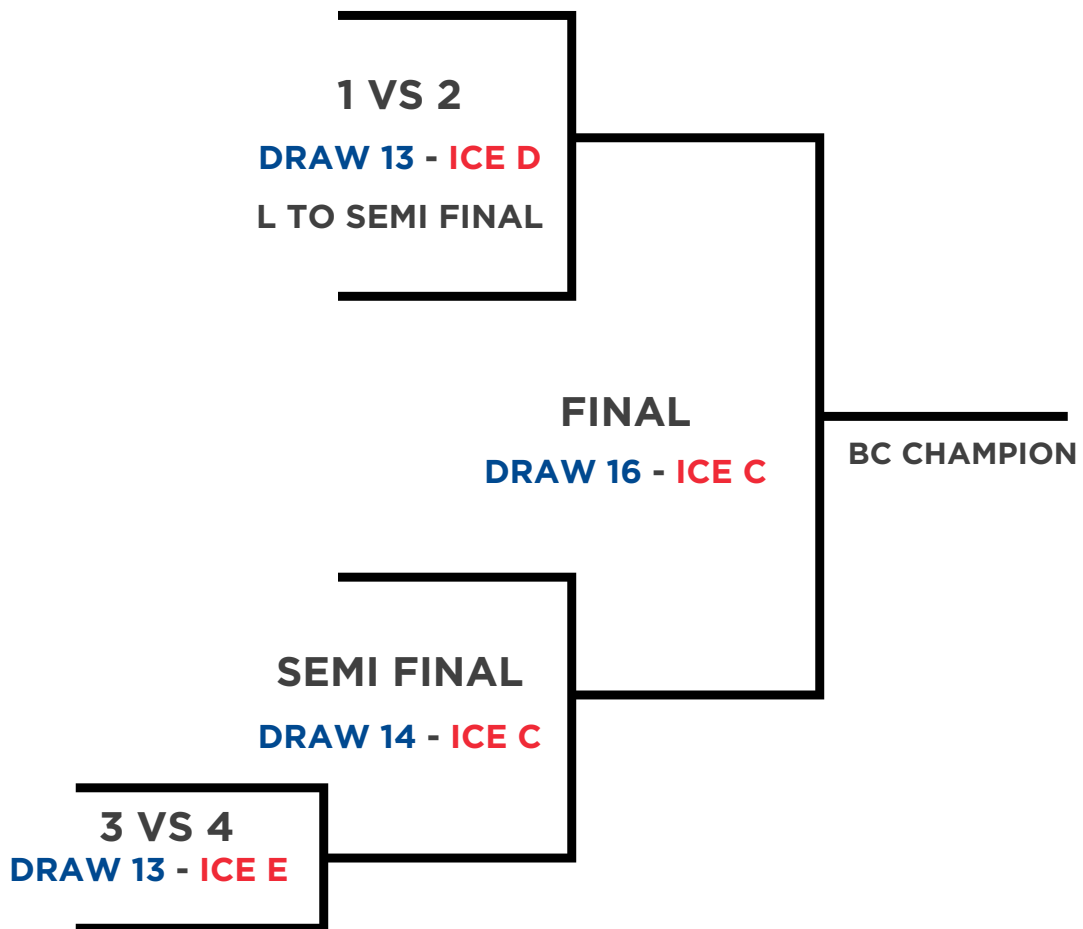 1 VS 2
DRAW 13 - ICE D
L TO SEMI FINAL
FINAL
DRAW 16 - ICE C
BC CHAMPION
SEMI FINAL
DRAW 14 - ICE C
3 VS 4
DRAW 13 - ICE E